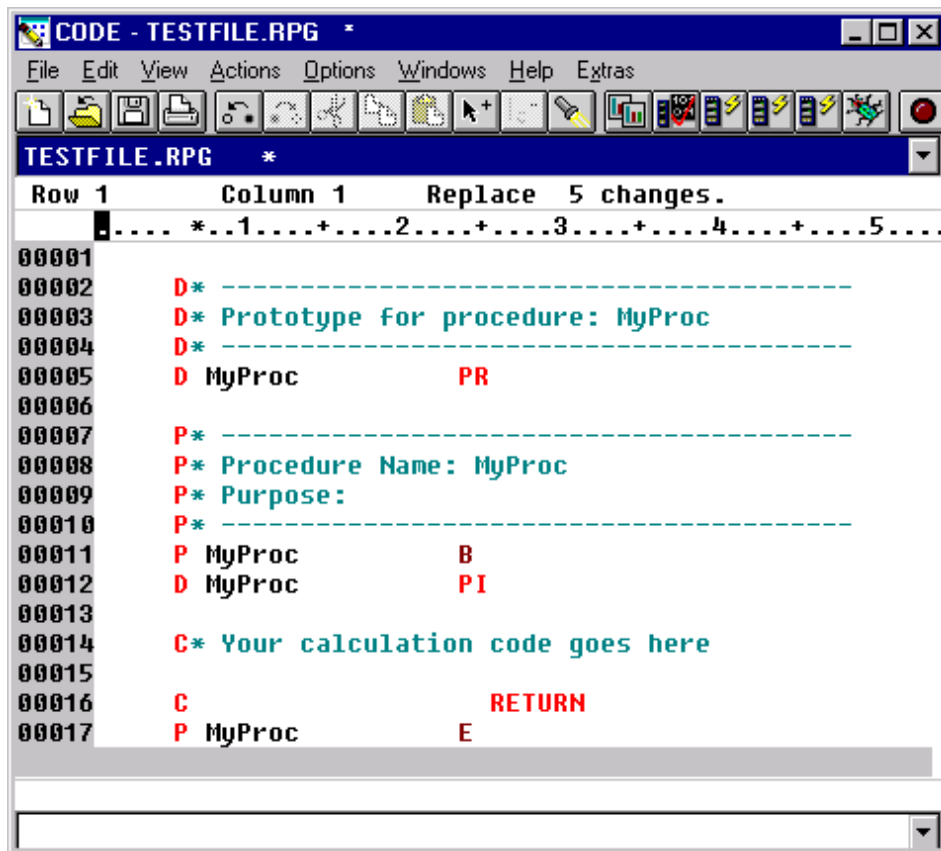 CODE - TESTFILE.RPG *
File Edit View Actions Options Windows Help Extras
TESTFILE.RPG *
Row 1 Column 1 Replace 5 changes.
..... *..1....+....2....+....3....+....4....+....5....
00001
00002 D* ----------------------------------------
00003 D* Prototype for procedure: MyProc
00004 D* ----------------------------------------
00005 D MyProc PR
00006
00007 P* ----------------------------------------
00008 P* Procedure Name: MyProc
00009 P* Purpose:
00010 P* ----------------------------------------
00011 P MyProc B
00012 D MyProc PI
00013
00014 C* Your calculation code goes here
00015
00016 C RETURN
00017 P MyProc E